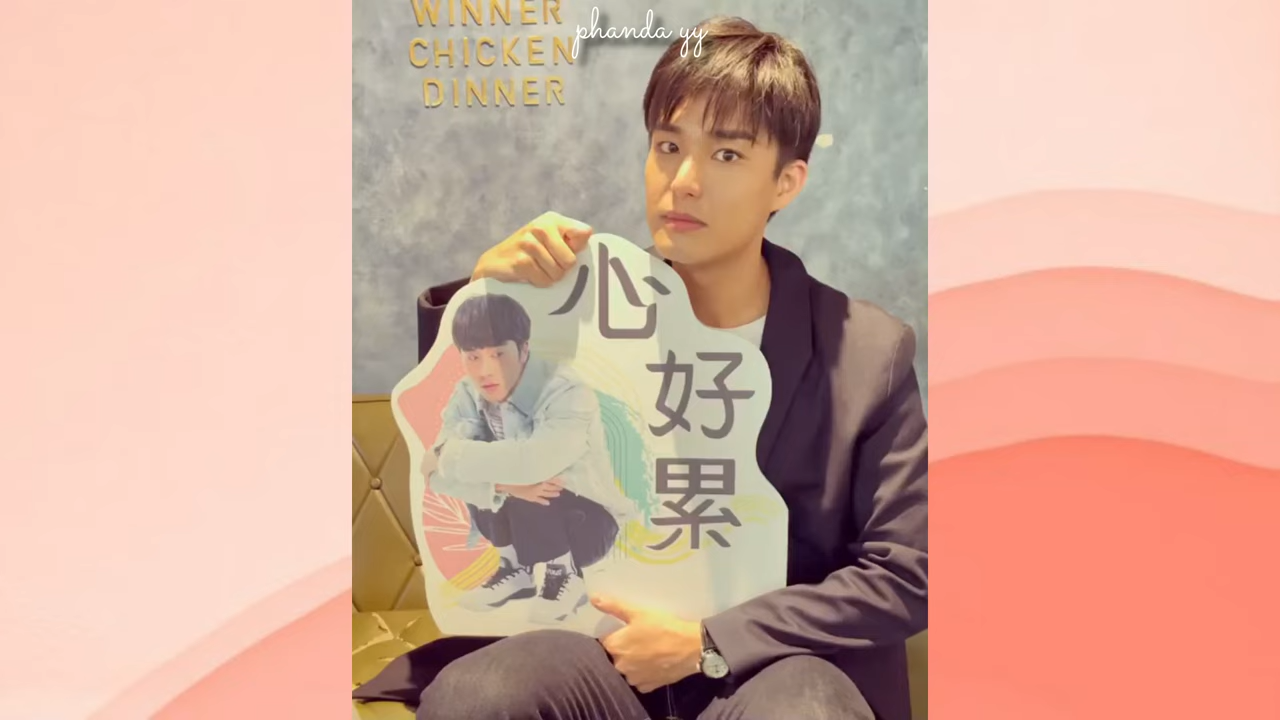 WINNER
CHICKEN
DINNER
phanda yy
心
好
累